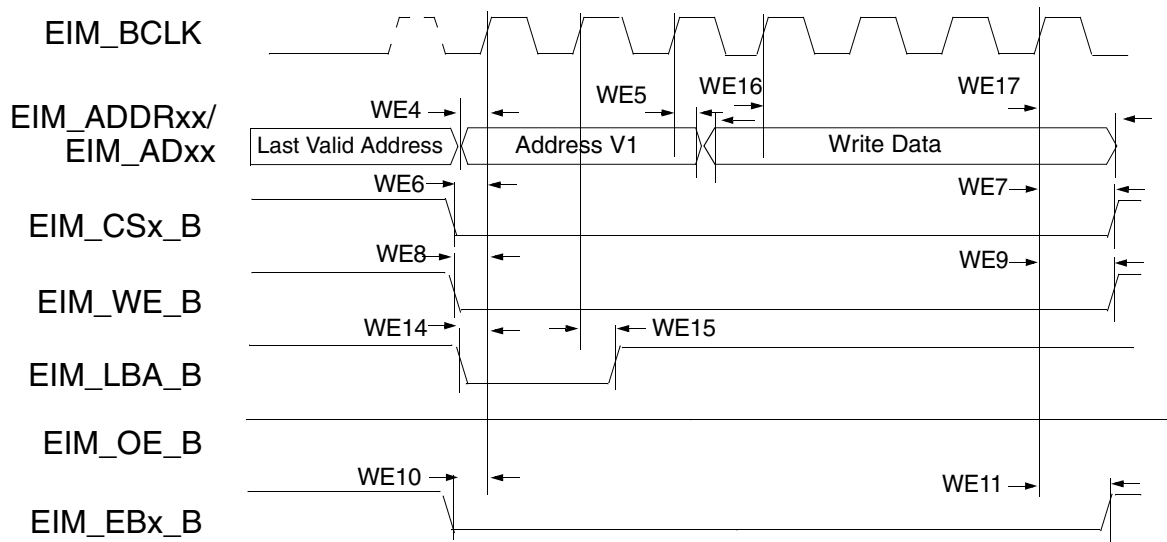 EIM_BCLK
WE4
WE5
WE16
WE17
EIM_ADDRxx/
EIM_ADxx
Last Valid Address
Address V1
Write Data
WE6
WE7
EIM_CSx_B
WE8
WE9
EIM_WE_B
WE14
WE15
EIM_LBA_B
EIM_OE_B
WE10
WE11
EIM_EBx_B